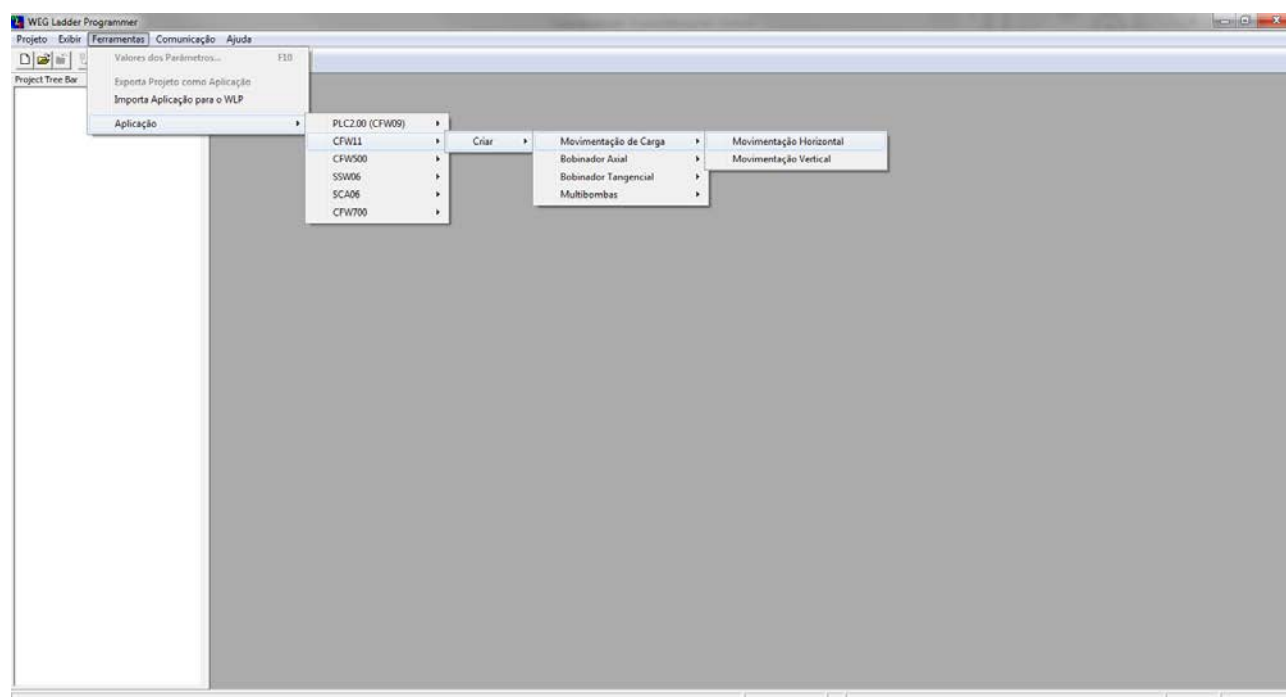 WEG Ladder Programmer
Projeto Exibir Ferramentas Comunicação Ajuda
Valores dos Parâmetros... F10
Project Tree Bar
Exporta Projeto como Aplicação
Importa Aplicação para o WLP
Aplicação
PLC2.00 (CFW09)
CFW11
Criar
Movimentação de Carga
Movimentação Horizontal
CFW500
Bobinador Axial
Movimentação Vertical
SSW06
Bobinador Tangencial
SCA06
Multibombas
CFW700